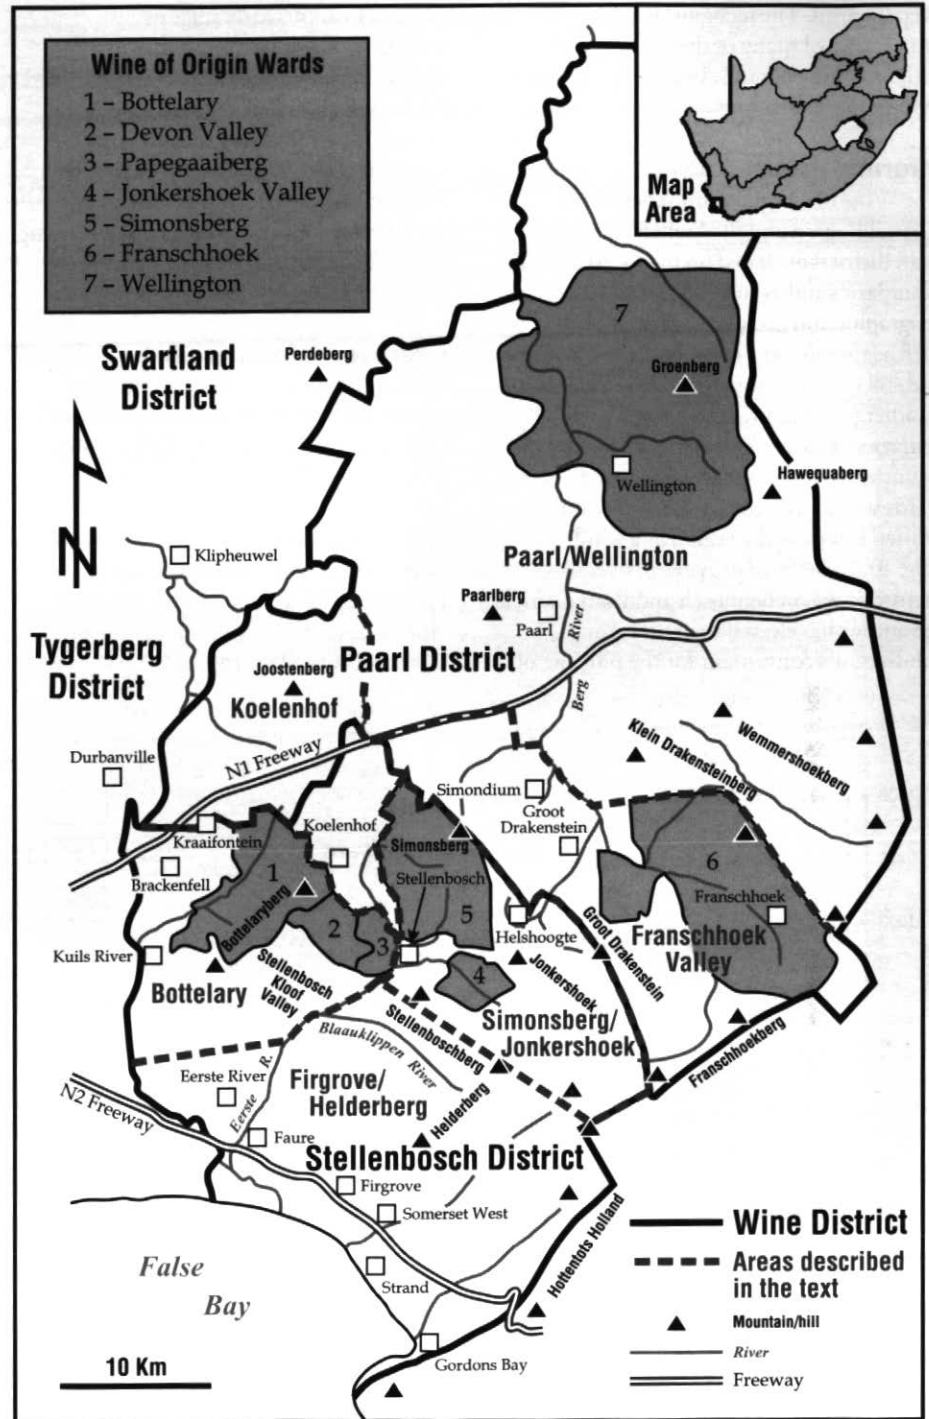 Wine of Origin Wards
1 – Bottelary
2 – Devon Valley
3 – Papegaaiberg
4 – Jonkershoek Valley
5 – Simonsberg
6 – Franschhoek
7 – Wellington
Map
Area
Swartland
District
Perdeberg
7
Groenberg
Wellington
Hawequaberg
N
Klipheuwel
Paarl/Wellington
Paarlberg
Paarl
Berg River
Tygerberg
District
Paarl District
Joostenberg
Koelenhof
N1 Freeway
Durbanville
Klein Drakensteinberg
Wemmershoekberg
Simondium
Groot
Drakenstein
Kraaifontein
Koelenhof
Simonsberg
Brackenfell
1
Stellenbosch
6
Franschhoek
Bottelaryberg
2
3
5
Helshoogte
Groot Drakenstein
Franschhoek
Valley
Kuils River
Bottelary
Stellenbosch
Kloof
Valley
4
Jonkershoek
Simonsberg/
Jonkershoek
Stellenboschberg
Blaauklippen River
Franschhoekberg
Eerste River
Eerste R.
Firgrove/
Helderberg
Helderberg
N2 Freeway
Faure
Stellenbosch District
Firgrove
Somerset West
Hottentots Holland
Strand
Gordons Bay
False
Bay
10 Km
Wine District
Areas described
in the text
Mountain/hill
River
Freeway